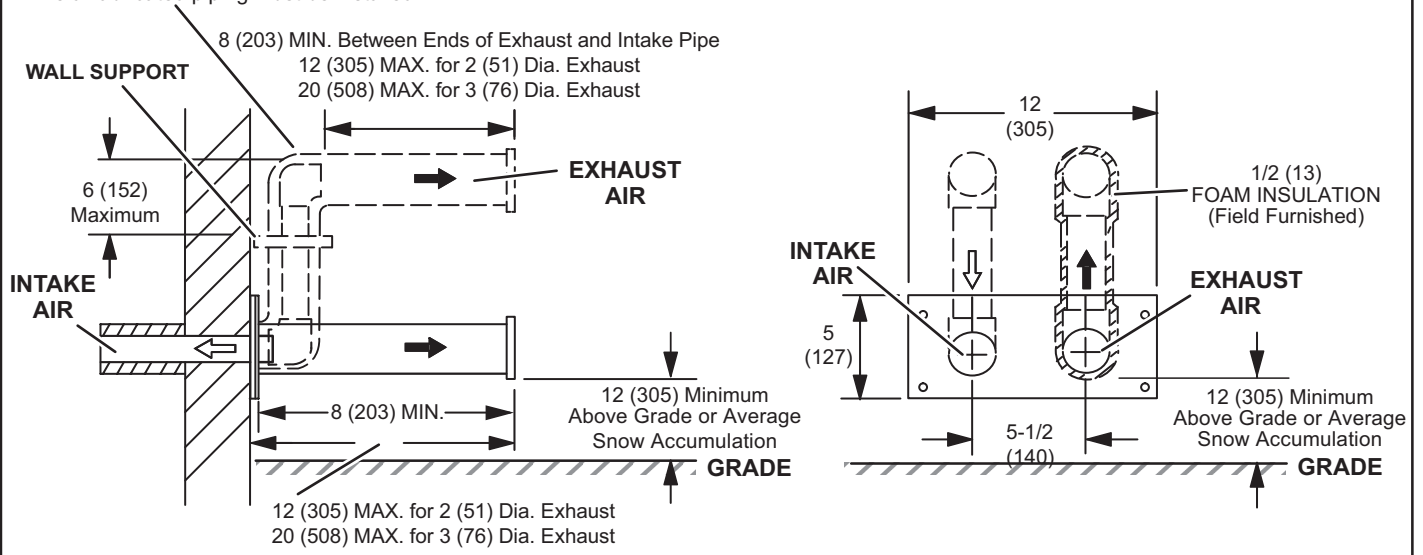 8 (203) MIN. Between Ends of Exhaust and Intake Pipe
12 (305) MAX. for 2 (51) Dia. Exhaust
20 (508) MAX. for 3 (76) Dia. Exhaust
WALL SUPPORT
6 (152)
Maximum
EXHAUST
AIR
INTAKE
AIR
8 (203) MIN.
12 (305) Minimum
Above Grade or Average
Snow Accumulation
GRADE
12 (305) MAX. for 2 (51) Dia. Exhaust
20 (508) MAX. for 3 (76) Dia. Exhaust
12
(305)
1/2 (13)
FOAM INSULATION
(Field Furnished)
INTAKE
AIR
EXHAUST
AIR
5
(127)
12 (305) Minimum
Above Grade or Average
Snow Accumulation
5-1/2
(140)
GRADE